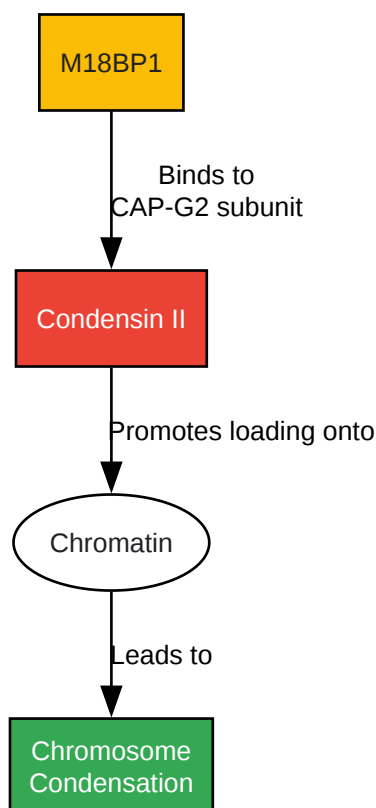 M18BP1
Binds to
CAP-G2 subunit
Condensin II
Promotes loading onto
Chromatin
Leads to
Chromosome
Condensation